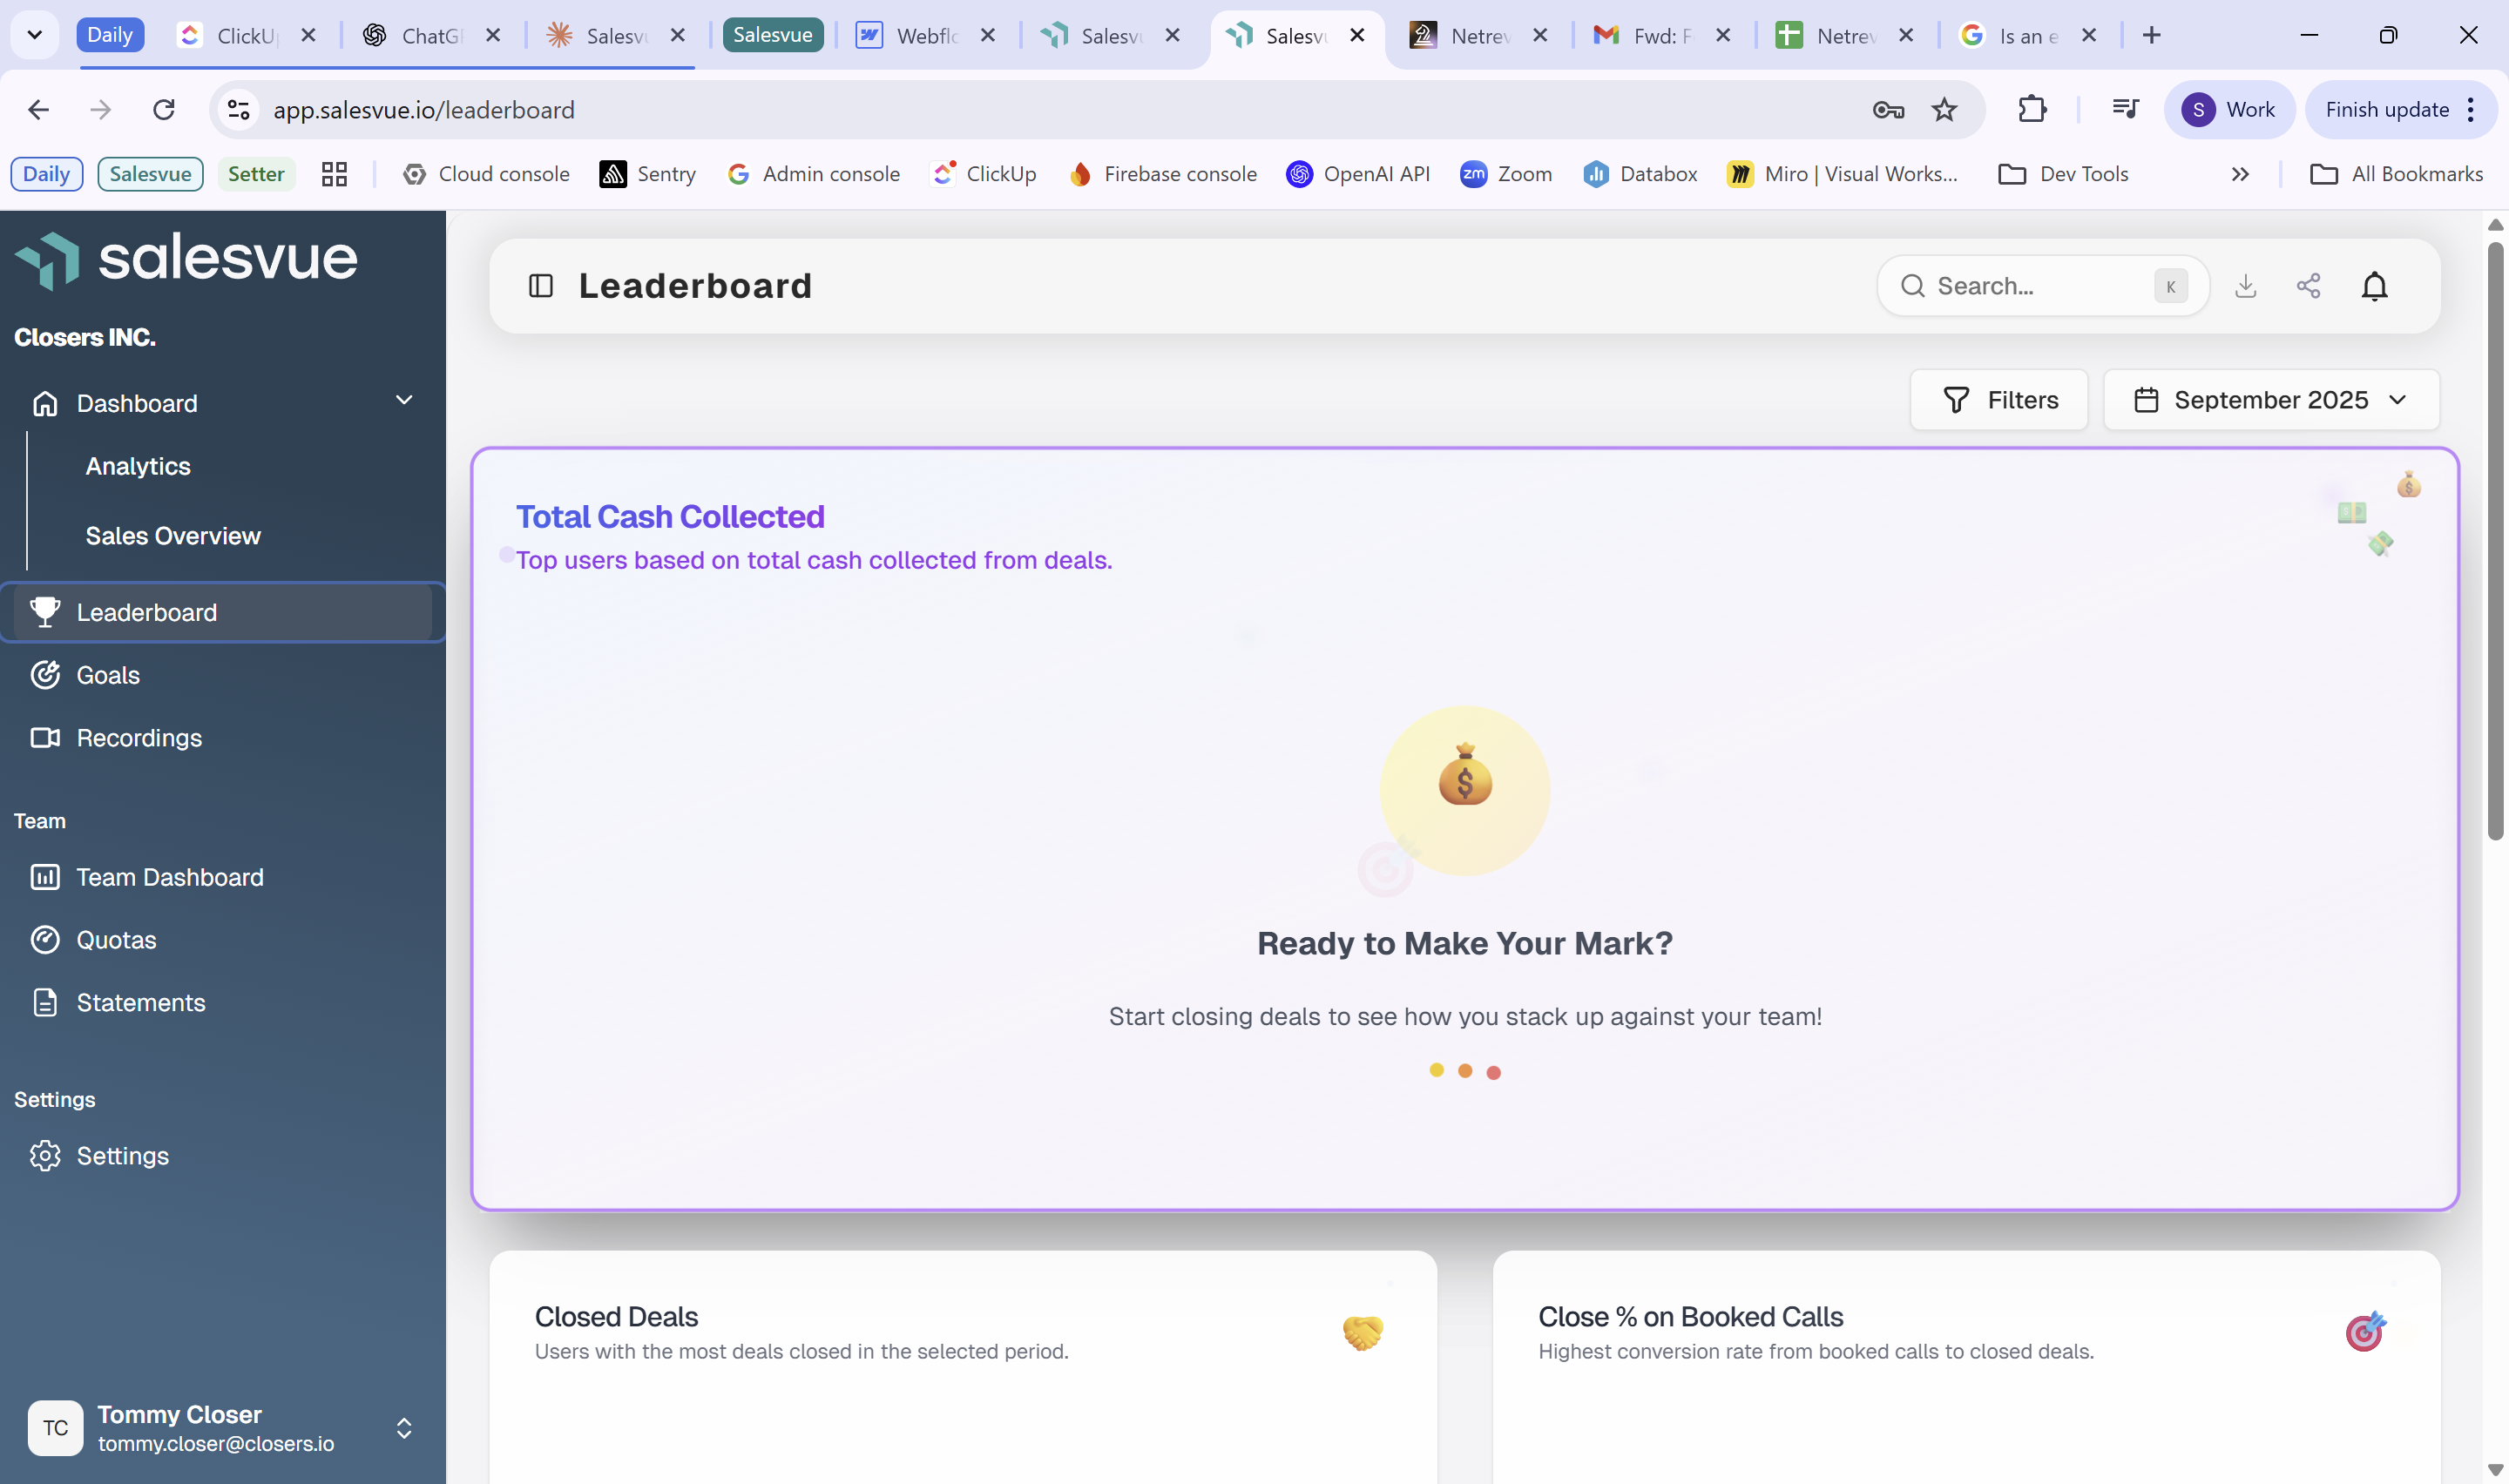 Daily
ClickU
ChatG
Salesv
Salesvue
Webflo
Salesv
Salesv
Netrev
Fwd: F
Netrev
Is an e
app.salesvue.io/leaderboard
S
Work
Finish update
Daily
Salesvue
Setter
Cloud console
Sentry
Admin console
ClickUp
Firebase console
OpenAI API
zm
Zoom
Databox
Miro | Visual Works...
Dev Tools
All Bookmarks
salesvue
Closers INC.
Dashboard
Analytics
Sales Overview
Leaderboard
Goals
Recordings
Team
Team Dashboard
Quotas
Statements
Settings
Settings
TC
Tommy Closer
tommy.closer@closers.io
Leaderboard
Search...
K
Filters
September 2025
Total Cash Collected
Top users based on total cash collected from deals.
Ready to Make Your Mark?
Start closing deals to see how you stack up against your team!
Closed Deals
Users with the most deals closed in the selected period.
Close % on Booked Calls
Highest conversion rate from booked calls to closed deals.